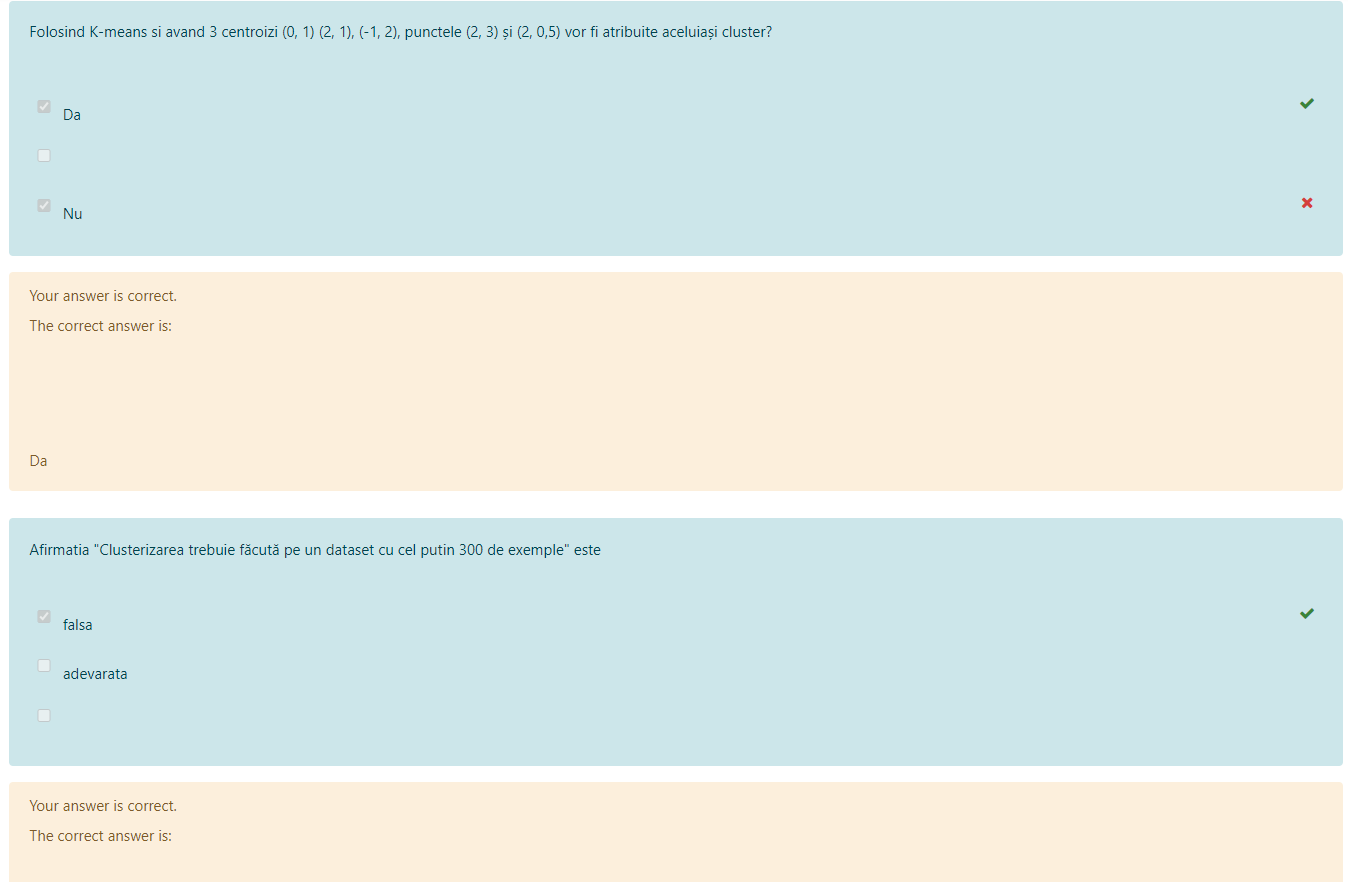 Folosind K-means si avand 3 centroizi (0, 1) (2, 1), (-1, 2), punctele (2, 3) și (2, 0,5) vor fi atribuite aceluiași cluster?
Da
Nu
Your answer is correct.
The correct answer is:
Da
Afirmatia "Clusterizarea trebuie făcută pe un dataset cu cel putin 300 de exemple" este
falsa
adevarata
Your answer is correct.
The correct answer is: